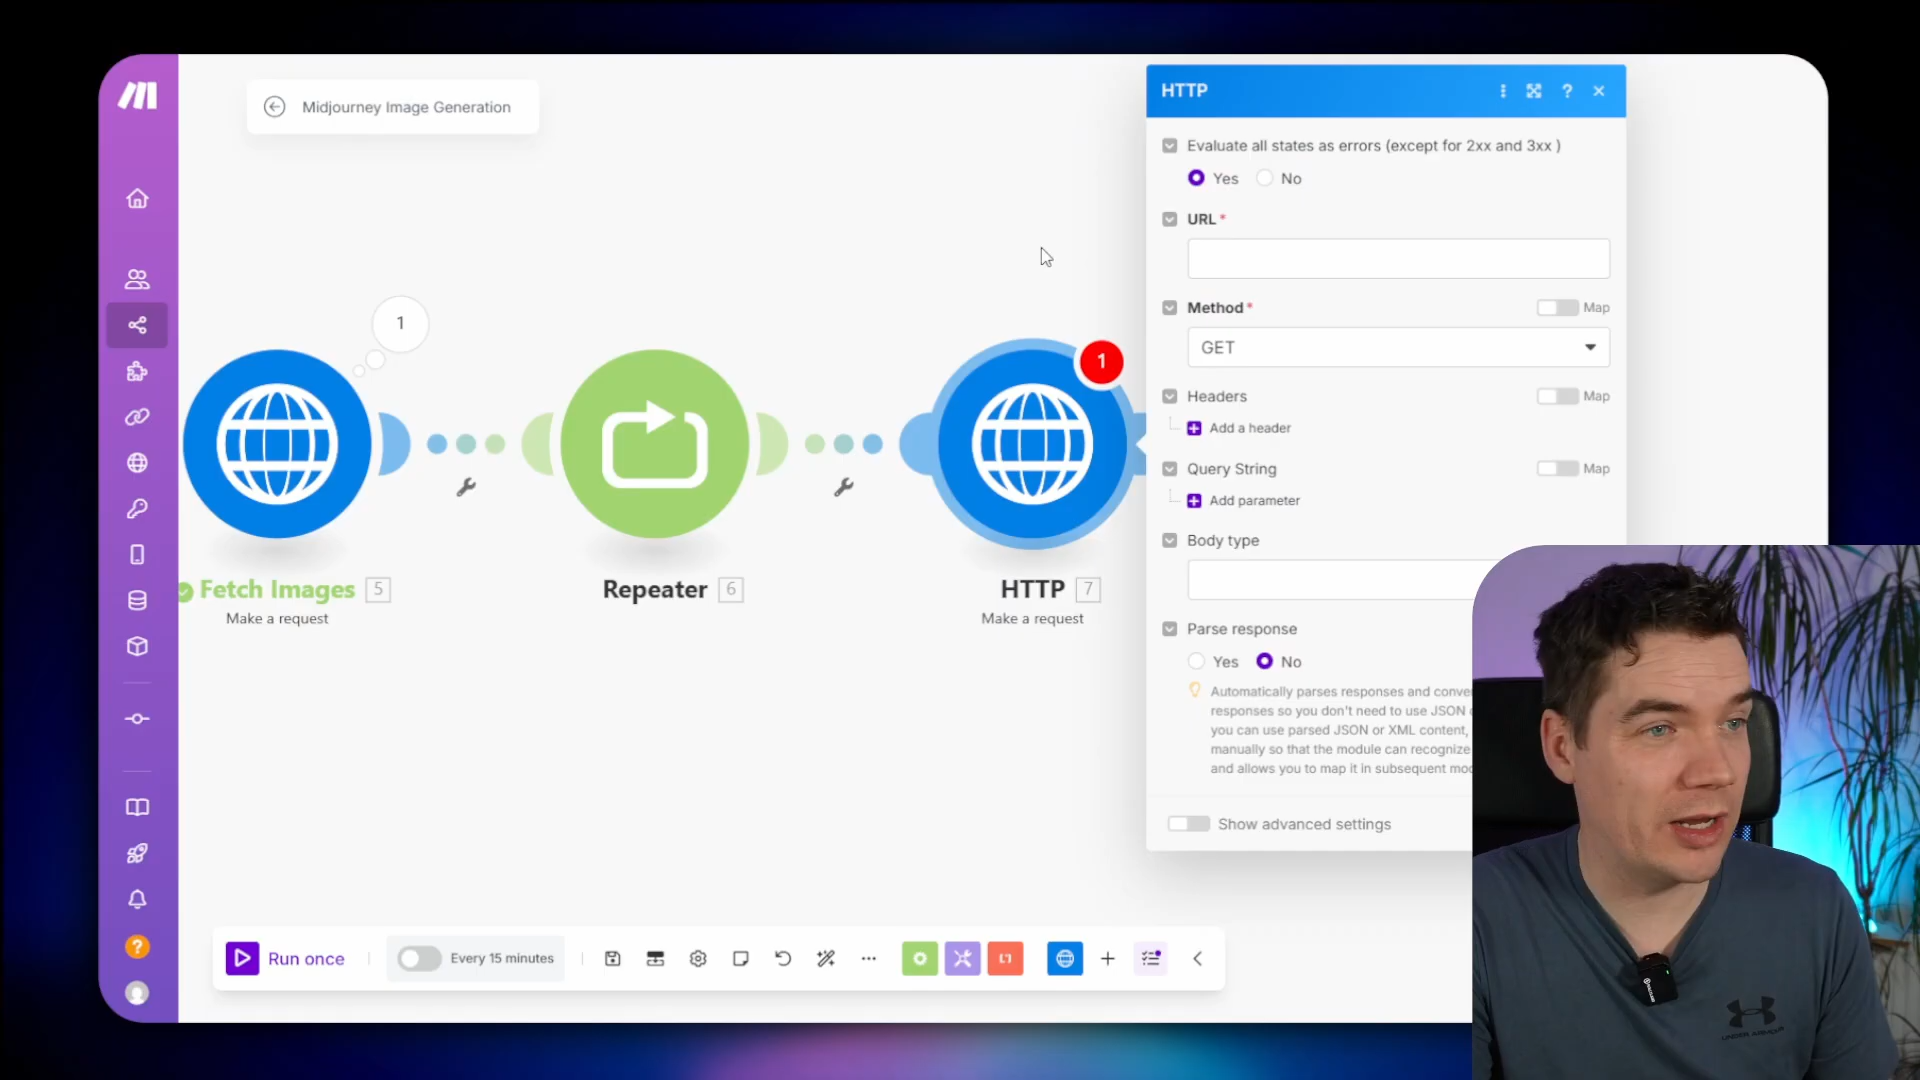 Midjourney Image Generation
HTTP
?
Evaluate all states as errors (except for 2xx and 3xx )
Yes No
URL *
Method *
Map
GET
Headers
Map
Add a header
Query String
Map
Add parameter
Body type
Parse response
Yes No
Automatically parses responses and conve
responses so you don't need to use JSON
you can use parsed JSON or XML content,
manually so that the module can recognize
and allows you to map it in subsequent mod
Show advanced settings
1
1
Fetch Images 5
Make a request
Repeater 6
HTTP 7
Make a request
?
Run once
Every 15 minutes
UNDER ARMOUR